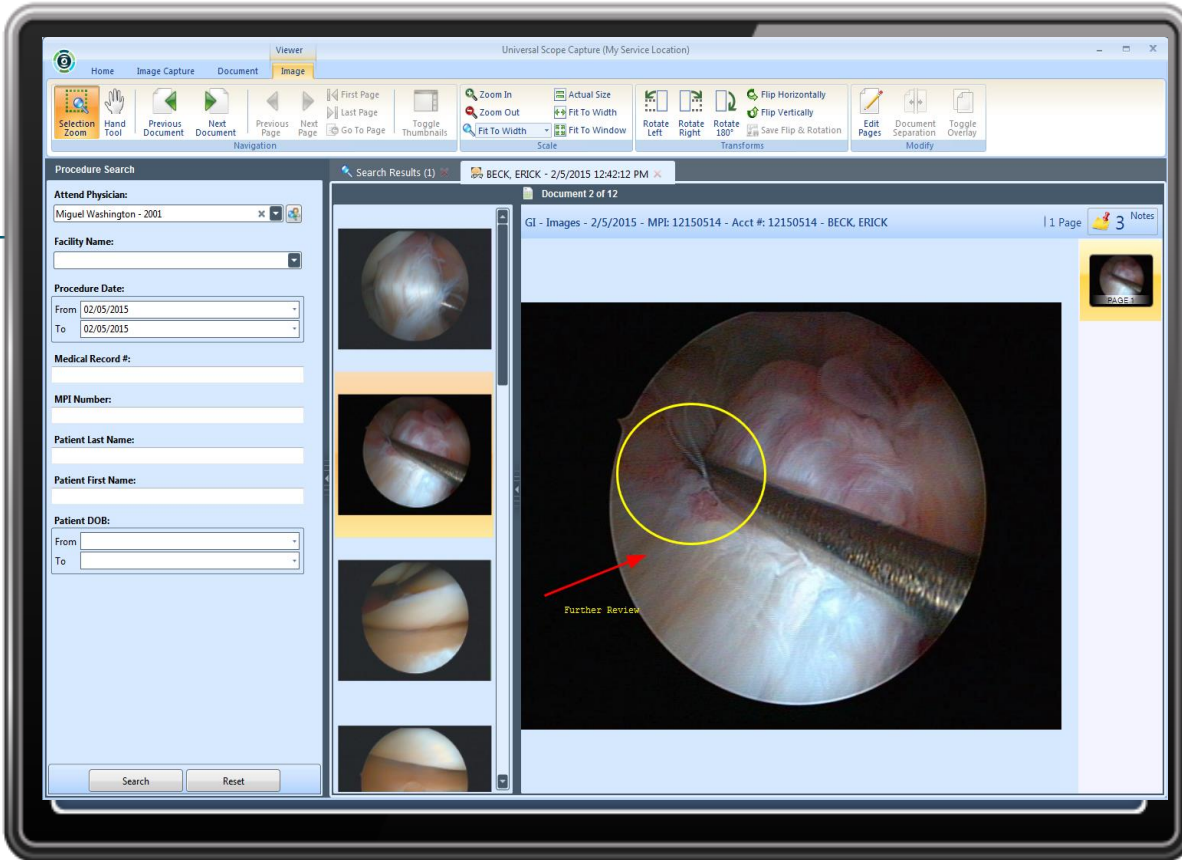 Viewer
Universal Scope Capture (My Service Location)
Home Image Capture Document Image
Selection Zoom
Hand Tool
Previous Document
Next Document
Previous Page
Next Page
First Page
Last Page
Go To Page
Toggle Thumbnails
Navigation
Zoom In
Zoom Out
Fit To Width
Actual Size
Fit To Width
Fit To Window
Scale
Rotate Left
Rotate Right
Rotate 180°
Flip Horizontally
Flip Vertically
Save Flip & Rotation
Transforms
Edit Pages
Document Separation
Toggle Overlay
Modify
Procedure Search
Attend Physician:
Miguel Washington - 2001
Facility Name:
Procedure Date:
From 02/05/2015
To 02/05/2015
Medical Record #:
MPI Number:
Patient Last Name:
Patient First Name:
Patient DOB:
From
To
Search Reset
Search Results (1)
BECK, ERICK - 2/5/2015 12:42:12 PM
Document 2 of 12
GI - Images - 2/5/2015 - MPI: 12150514 - Acct #: 12150514 - BECK, ERICK
| 1 Page
3 Notes
PAGE 1
Further Review